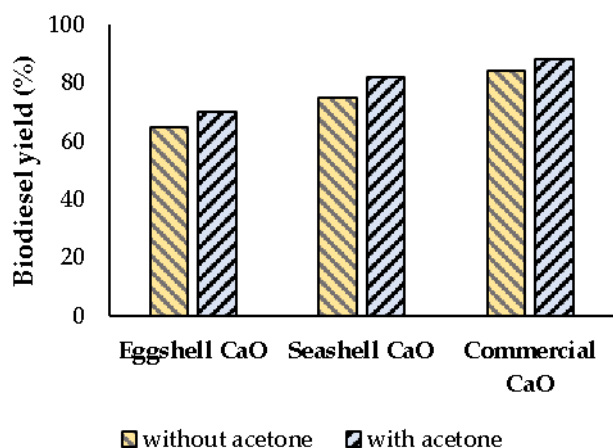 Biodiesel yield (%)
100
80
60
40
20
0
Eggshell CaO
Seashell CaO
Commercial
CaO
without acetone
with acetone